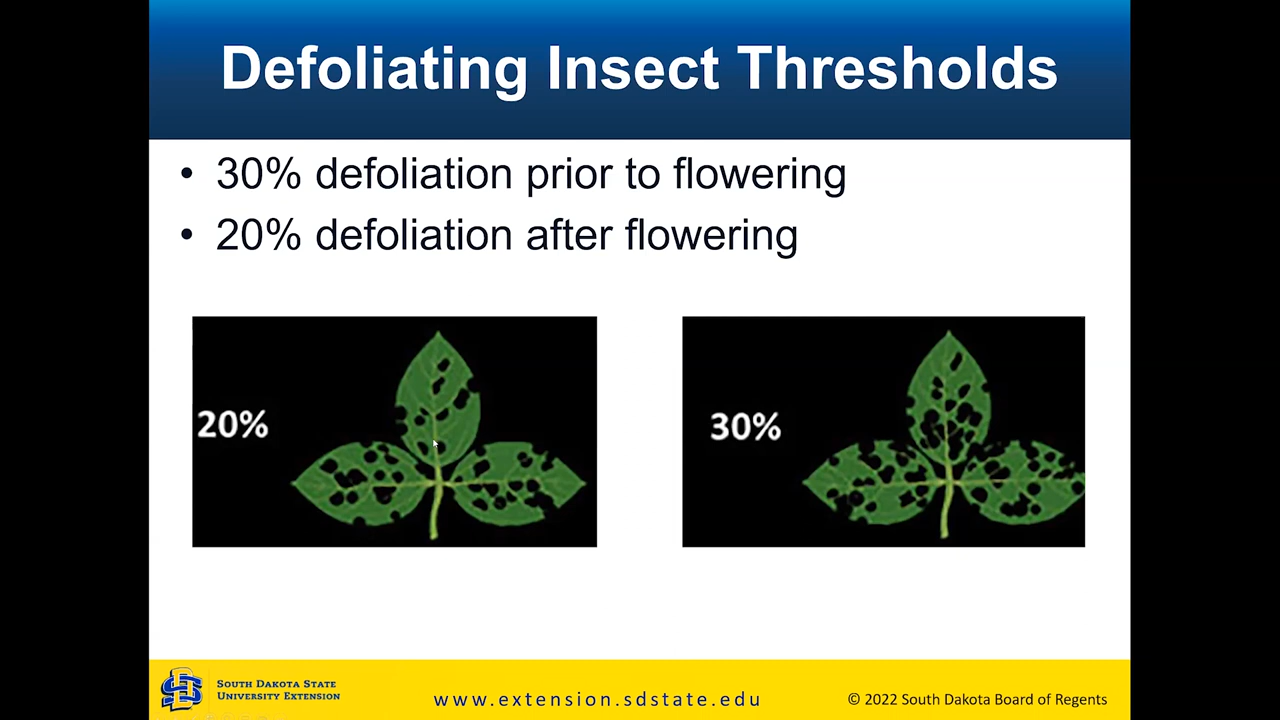 Defoliating Insect Thresholds
• 30% defoliation prior to flowering
• 20% defoliation after flowering
20%
30%
SOUTH DAKOTA STATE
UNIVERSITY EXTENSION
www.extension.sdstate.edu
© 2022 South Dakota Board of Regents